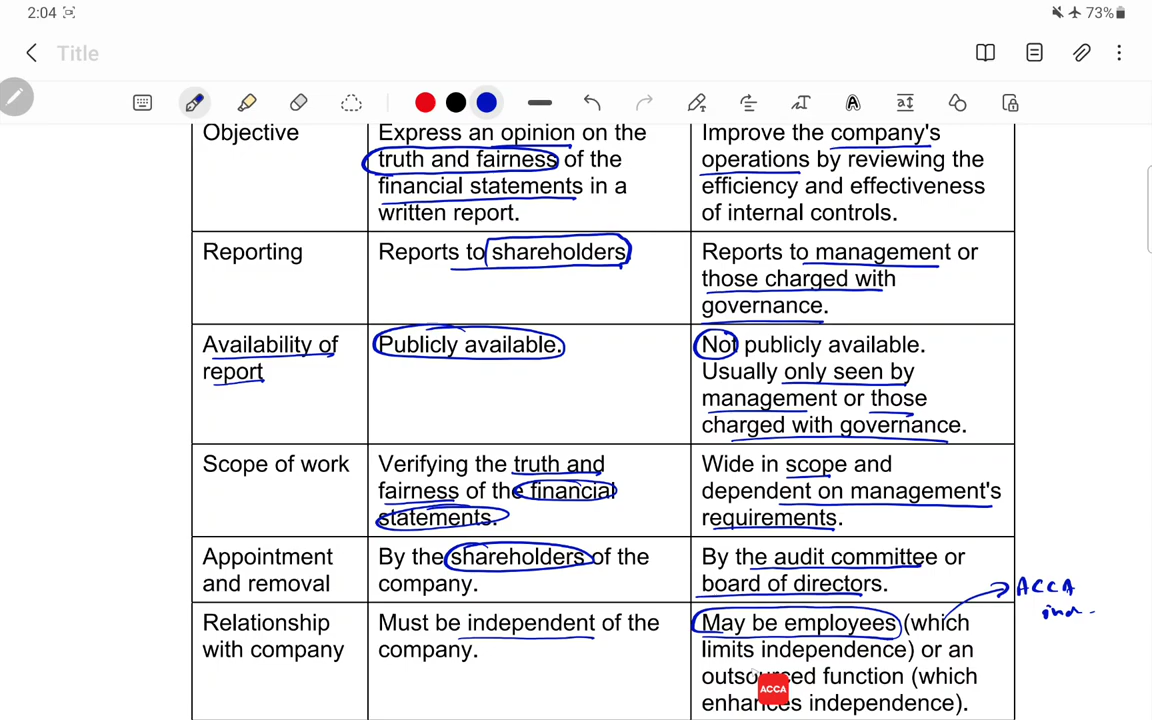 2:04
73%
Title
Objective
Express an opinion on the
truth and fairness of the
financial statements in a
written report.
Improve the company's
operations by reviewing the
efficiency and effectiveness
of internal controls.
Reporting
Reports to shareholders
Reports to management or
those charged with
governance.
Availability of
report
Publicly available.
Not publicly available.
Usually only seen by
management or those
charged with governance.
Scope of work
Verifying the truth and
fairness of the financial
statements.
Wide in scope and
dependent on management's
requirements.
Appointment
and removal
By the shareholders of the
company.
By the audit committee or
board of directors.
Relationship
with company
Must be independent of the
company.
May be employees (which
limits independence) or an
outsourced function (which
enhances independence).
ACCA
ind.
ACCA